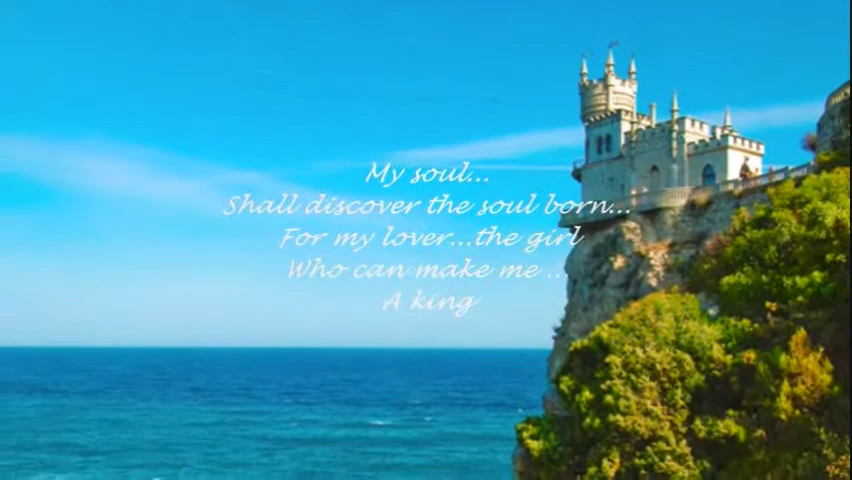 My soul...
Shall discover the soul born...
For my lover...the girl
Who can make me ...
A king